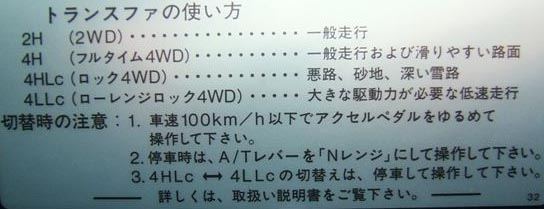 トランスファの使い方
2H (2WD)・・・・・・・・・・・・・・・一般走行
4H (フルタイム4WD)・・・・・・・・一般走行および滑りやすい路面
4HLc (ロック4WD)・・・・・・・・・・悪路、砂地、深い雪路
4LLc (ローレンジロック4WD)・・・・大きな駆動力が必要な低速走行
切替時の注意：1. 車速100km/h以下でアクセルペダルをゆるめて
操作して下さい。
2. 停車時は、A/Tレバーを「Nレンジ」にして操作して下さい。
3. 4HLc ↔ 4LLcの切替えは、停車して操作して下さい。
詳しくは、取扱い説明書をご覧下さい。
32